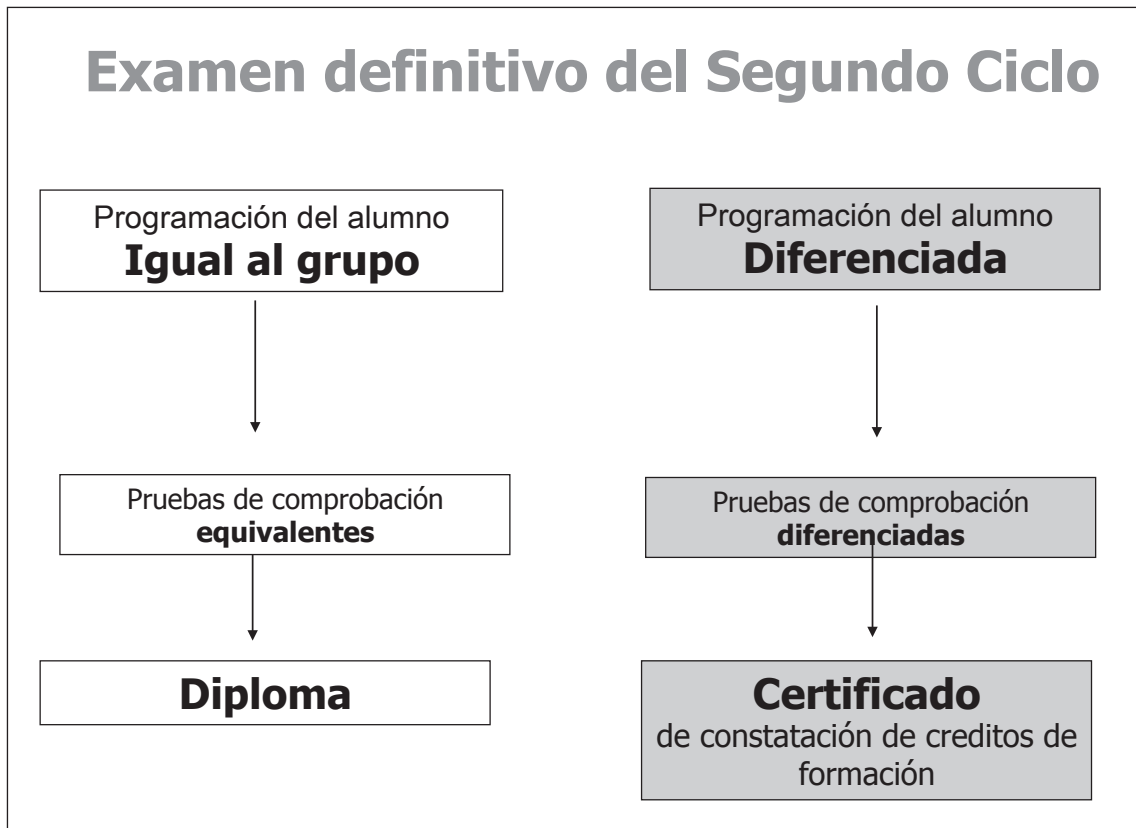 Examen definitivo del Segundo Ciclo
Programación del alumno
Igual al grupo
Pruebas de comprobación
equivalentes
Diploma
Programación del alumno
Diferenciada
Pruebas de comprobación
diferenciadas
Certificado
de constatación de creditos de
formación